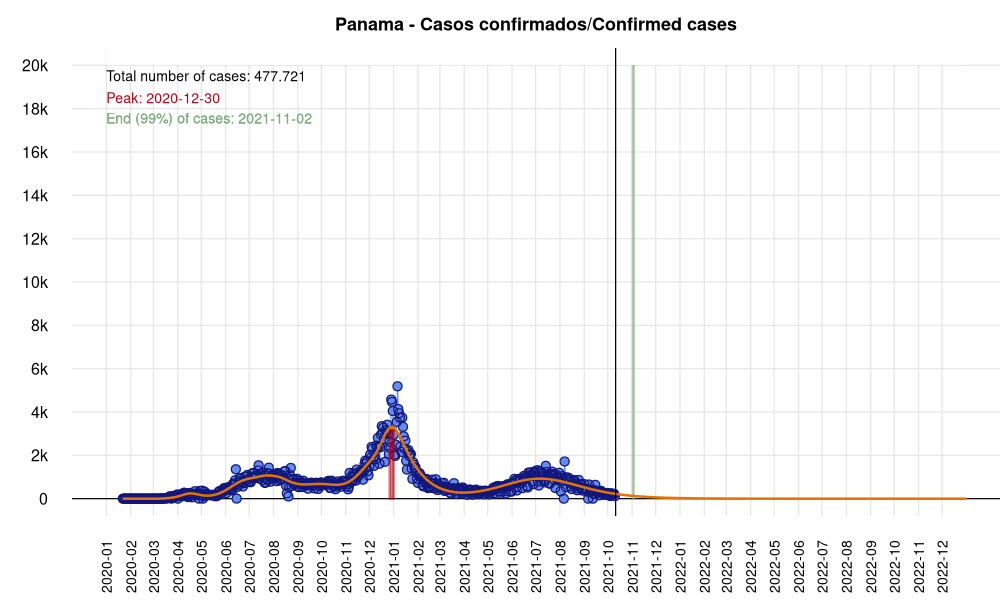 Panama - Casos confirmados/Confirmed cases
Total number of cases: 477.721
Peak: 2020-12-30
End (99%) of cases: 2021-11-02
20k
18k
16k
14k
12k
10k
8k
6k
4k
2k
0
2020-01
2020-02
2020-03
2020-04
2020-05
2020-06
2020-07
2020-08
2020-09
2020-10
2020-11
2020-12
2021-01
2021-02
2021-03
2021-04
2021-05
2021-06
2021-07
2021-08
2021-09
2021-10
2021-11
2021-12
2022-01
2022-02
2022-03
2022-04
2022-05
2022-06
2022-07
2022-08
2022-09
2022-10
2022-11
2022-12